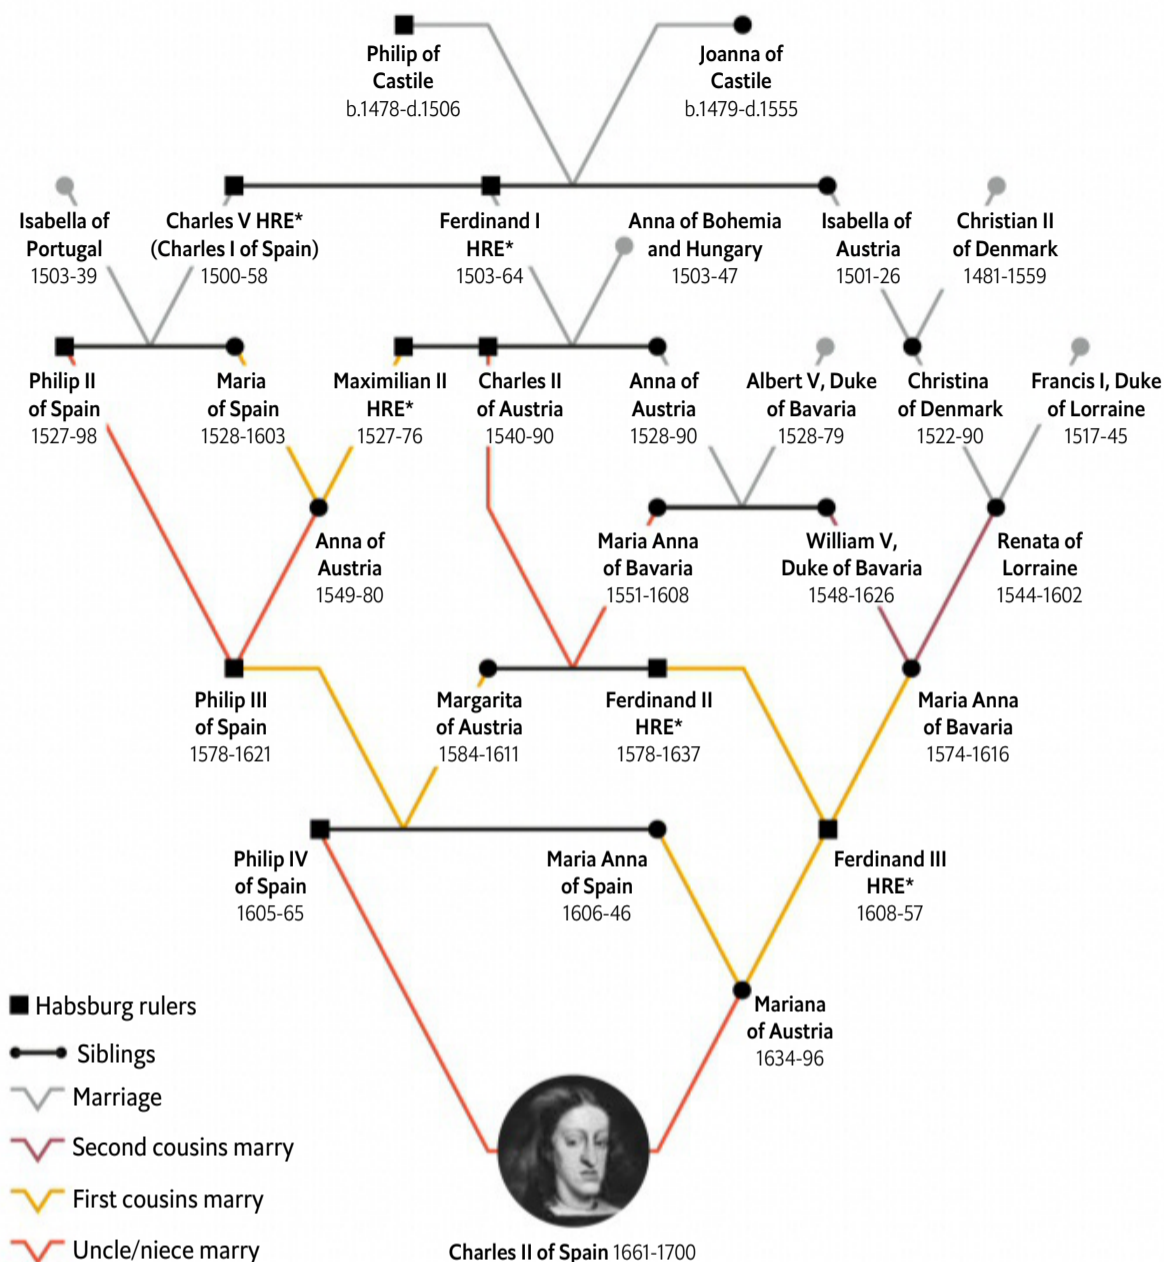 Philip of
Castile
b.1478-d.1506
Joanna of
Castile
b.1479-d.1555
Isabella of
Portugal
1503-39
Charles V HRE*
(Charles I of Spain)
1500-58
Ferdinand I
HRE*
1503-64
Anna of Bohemia
and Hungary
1503-47
Isabella of
Austria
1501-26
Christian II
of Denmark
1481-1559
Philip II
of Spain
1527-98
Maria
of Spain
1528-1603
Maximilian II
HRE*
1527-76
Charles II
of Austria
1540-90
Anna of
Austria
1528-90
Albert V, Duke
of Bavaria
1528-79
Christina
of Denmark
1522-90
Francis I, Duke
of Lorraine
1517-45
Anna of
Austria
1549-80
Maria Anna
of Bavaria
1551-1608
William V,
Duke of Bavaria
1548-1626
Renata of
Lorraine
1544-1602
Philip III
of Spain
1578-1621
Margarita
of Austria
1584-1611
Ferdinand II
HRE*
1578-1637
Maria Anna
of Bavaria
1574-1616
Philip IV
of Spain
1605-65
Maria Anna
of Spain
1606-46
Ferdinand III
HRE*
1608-57
Mariana
of Austria
1634-96
Habsburg rulers
Siblings
Marriage
Second cousins marry
First cousins marry
Uncle/niece marry
Charles II of Spain 1661-1700